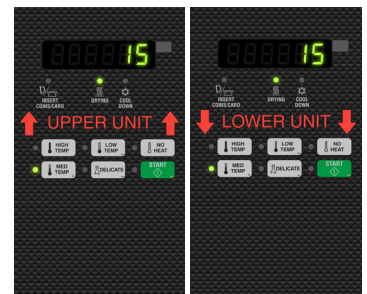 15
INSERT
COINS/CARD
DRYING
COOL
DOWN
UPPER UNIT
HIGH
TEMP
LOW
TEMP
NO
HEAT
MED
TEMP
DELICATE
START
15
INSERT
COINS/CARD
DRYING
COOL
DOWN
LOWER UNIT
HIGH
TEMP
LOW
TEMP
NO
HEAT
MED
TEMP
DELICATE
START